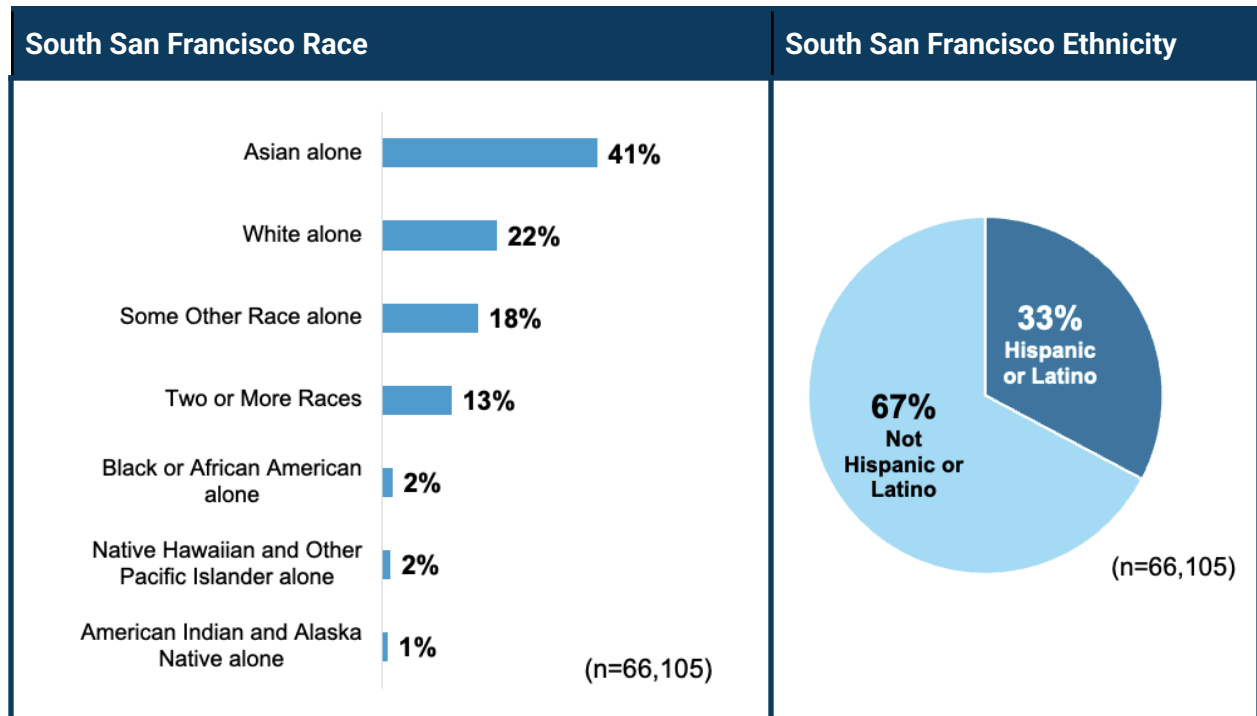 South San Francisco Race
Asian alone
41%
White alone
22%
Some Other Race alone
18%
Two or More Races
13%
Black or African American
alone
2%
Native Hawaiian and Other
Pacific Islander alone
2%
American Indian and Alaska
Native alone
1%
(n=66,105)
South San Francisco Ethnicity
33%
Hispanic
or Latino
67%
Not
Hispanic or
Latino
(n=66,105)